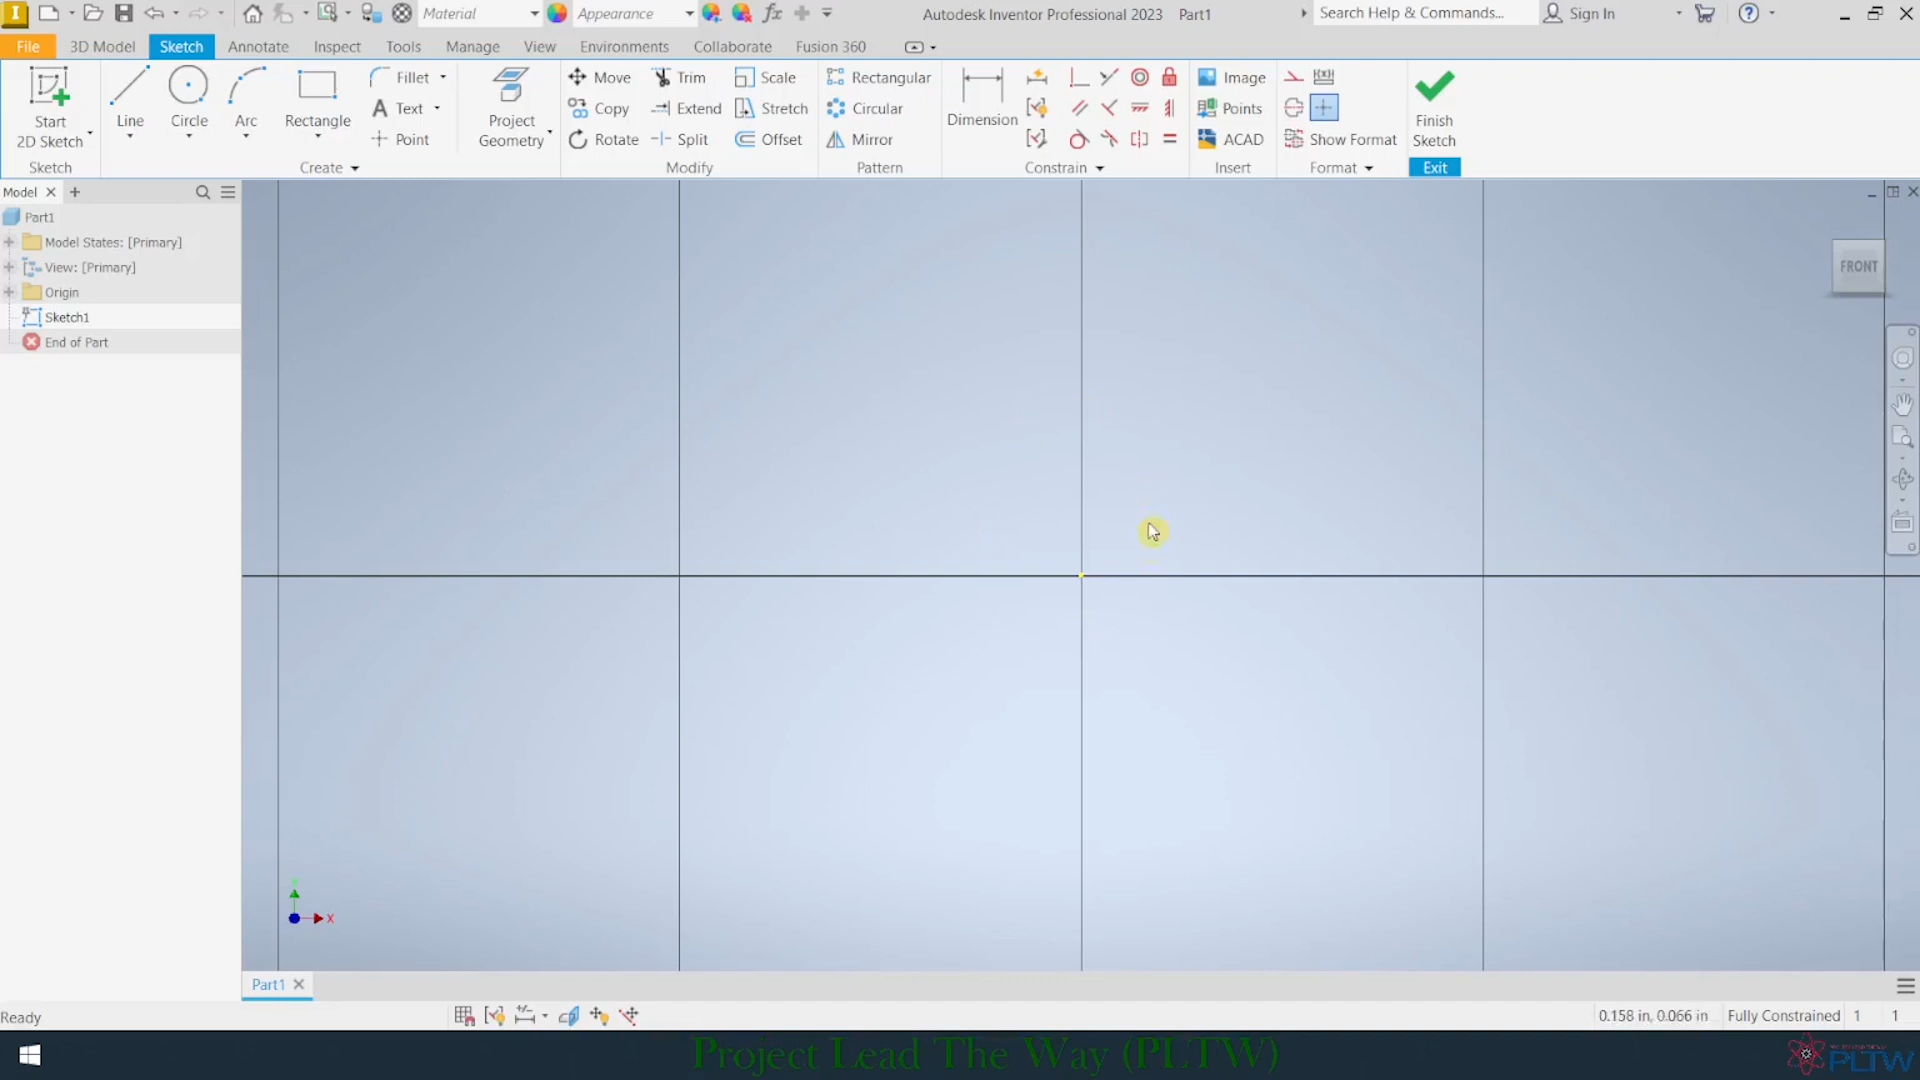 Material
Appearance
Autodesk Inventor Professional 2023 Part1
Search Help & Commands...
Sign In
File
3D Model
Sketch
Annotate
Inspect
Tools
Manage
View
Environments
Collaborate
Fusion 360
Start
2D Sketch
Line
Circle
Arc
Rectangle
Fillet
Text
Point
Project
Geometry
Move
Copy
Rotate
Trim
Extend
Split
Scale
Stretch
Offset
Rectangular
Circular
Mirror
Dimension
Image
Points
ACAD
Show Format
Finish
Sketch
Sketch
Create
Modify
Pattern
Constrain
Insert
Format
Exit
Model
Part1
Model States: [Primary]
View: [Primary]
Origin
Sketch1
End of Part
FRONT
X
Part1
Ready
0.158 in, 0.066 in
Fully Constrained
1
1
Project Lead The Way (PLTW)
PLTW